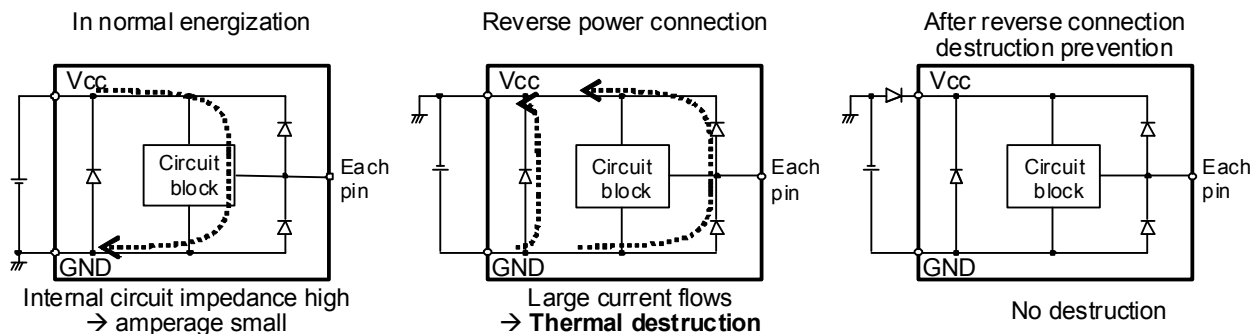 In normal energization
Vcc
Circuit
block
Each
pin
GND
Internal circuit impedance high
→ amperage small
Reverse power connection
Vcc
Circuit
block
Each
pin
GND
Large current flows
→ Thermal destruction
After reverse connection
destruction prevention
Vcc
Circuit
block
Each
pin
GND
No destruction